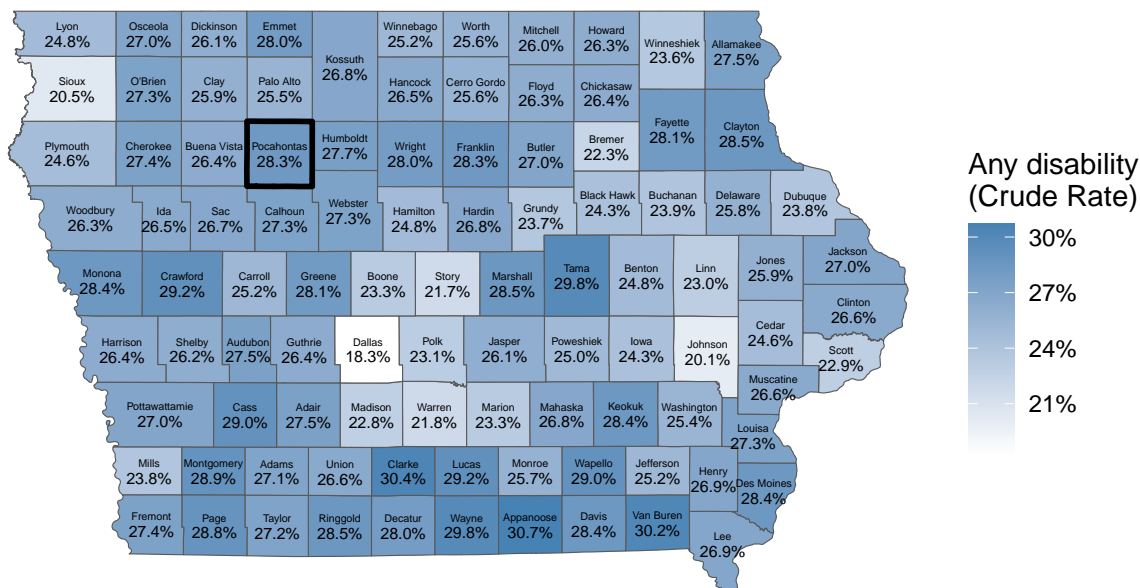 Lyon
24.8%
Osceola
27.0%
Dickinson
26.1%
Emmet
28.0%
Kossuth
26.8%
Winnebago
25.2%
Worth
25.6%
Mitchell
26.0%
Howard
26.3%
Winneshiek
23.6%
Allamakee
27.5%
Sioux
20.5%
O'Brien
27.3%
Clay
25.9%
Palo Alto
25.5%
Hancock
26.5%
Cerro Gordo
25.6%
Floyd
26.3%
Chickasaw
26.4%
Fayette
28.1%
Clayton
28.5%
Plymouth
24.6%
Cherokee
27.4%
Buena Vista
26.4%
Pocahontas
28.3%
Humboldt
27.7%
Wright
28.0%
Franklin
28.3%
Butler
27.0%
Bremer
22.3%
Woodbury
26.3%
Ida
26.5%
Sac
26.7%
Calhoun
27.3%
Webster
27.3%
Hamilton
24.8%
Hardin
26.8%
Grundy
23.7%
Black Hawk
24.3%
Buchanan
23.9%
Delaware
25.8%
Dubuque
23.8%
Monona
28.4%
Crawford
29.2%
Carroll
25.2%
Greene
28.1%
Boone
23.3%
Story
21.7%
Marshall
28.5%
Tama
29.8%
Benton
24.8%
Linn
23.0%
Jones
25.9%
Jackson
27.0%
Clinton
26.6%
Harrison
26.4%
Shelby
26.2%
Audubon
27.5%
Guthrie
26.4%
Dallas
18.3%
Polk
23.1%
Jasper
26.1%
Poweshiek
25.0%
Iowa
24.3%
Johnson
20.1%
Cedar
24.6%
Scott
22.9%
Muscatine
26.6%
Pottawattamie
27.0%
Cass
29.0%
Adair
27.5%
Madison
22.8%
Warren
21.8%
Marion
23.3%
Mahaska
26.8%
Keokuk
28.4%
Washington
25.4%
Louisa
27.3%
Mills
23.8%
Montgomery
28.9%
Adams
27.1%
Union
26.6%
Clarke
30.4%
Lucas
29.2%
Monroe
25.7%
Wapello
29.0%
Jefferson
25.2%
Henry
26.9%
Des Moines
28.4%
Fremont
27.4%
Page
28.8%
Taylor
27.2%
Ringgold
28.5%
Decatur
28.0%
Wayne
29.8%
Appanoose
30.7%
Davis
28.4%
Van Buren
30.2%
Lee
26.9%
Any disability
(Crude Rate)
30%
27%
24%
21%